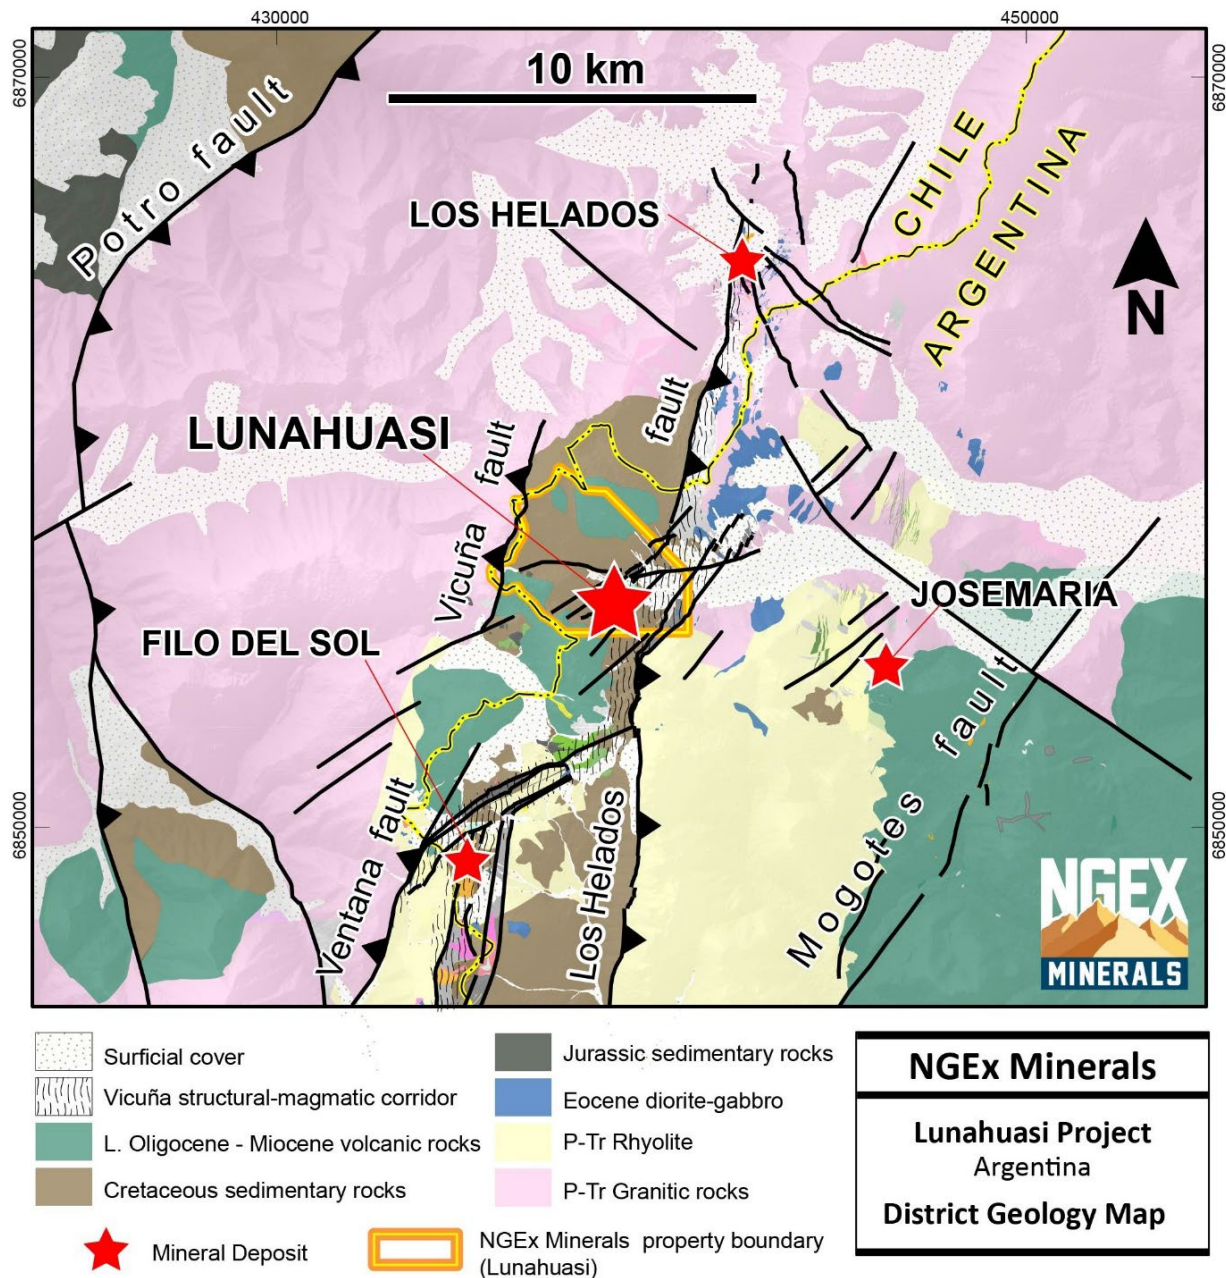 430000
450000
6870000
6870000
10 km
Potro fault
LOS HELADOS
CHILE
ARGENTINA
N
fault
LUNAHUASI
fault
Vicuña
JOSEMARIA
FILO DEL SOL
Mogotes fault
6850000
6850000
Ventana fault
Los Helados
NGEX
MINERALS
Surficial cover
Vicuña structural-magmatic corridor
L. Oligocene - Miocene volcanic rocks
Cretaceous sedimentary rocks
Mineral Deposit
Jurassic sedimentary rocks
Eocene diorite-gabbro
P-Tr Rhyolite
P-Tr Granitic rocks
NGEx Minerals property boundary
(Lunahuasi)
NGEx Minerals
Lunahuasi Project
Argentina
District Geology Map